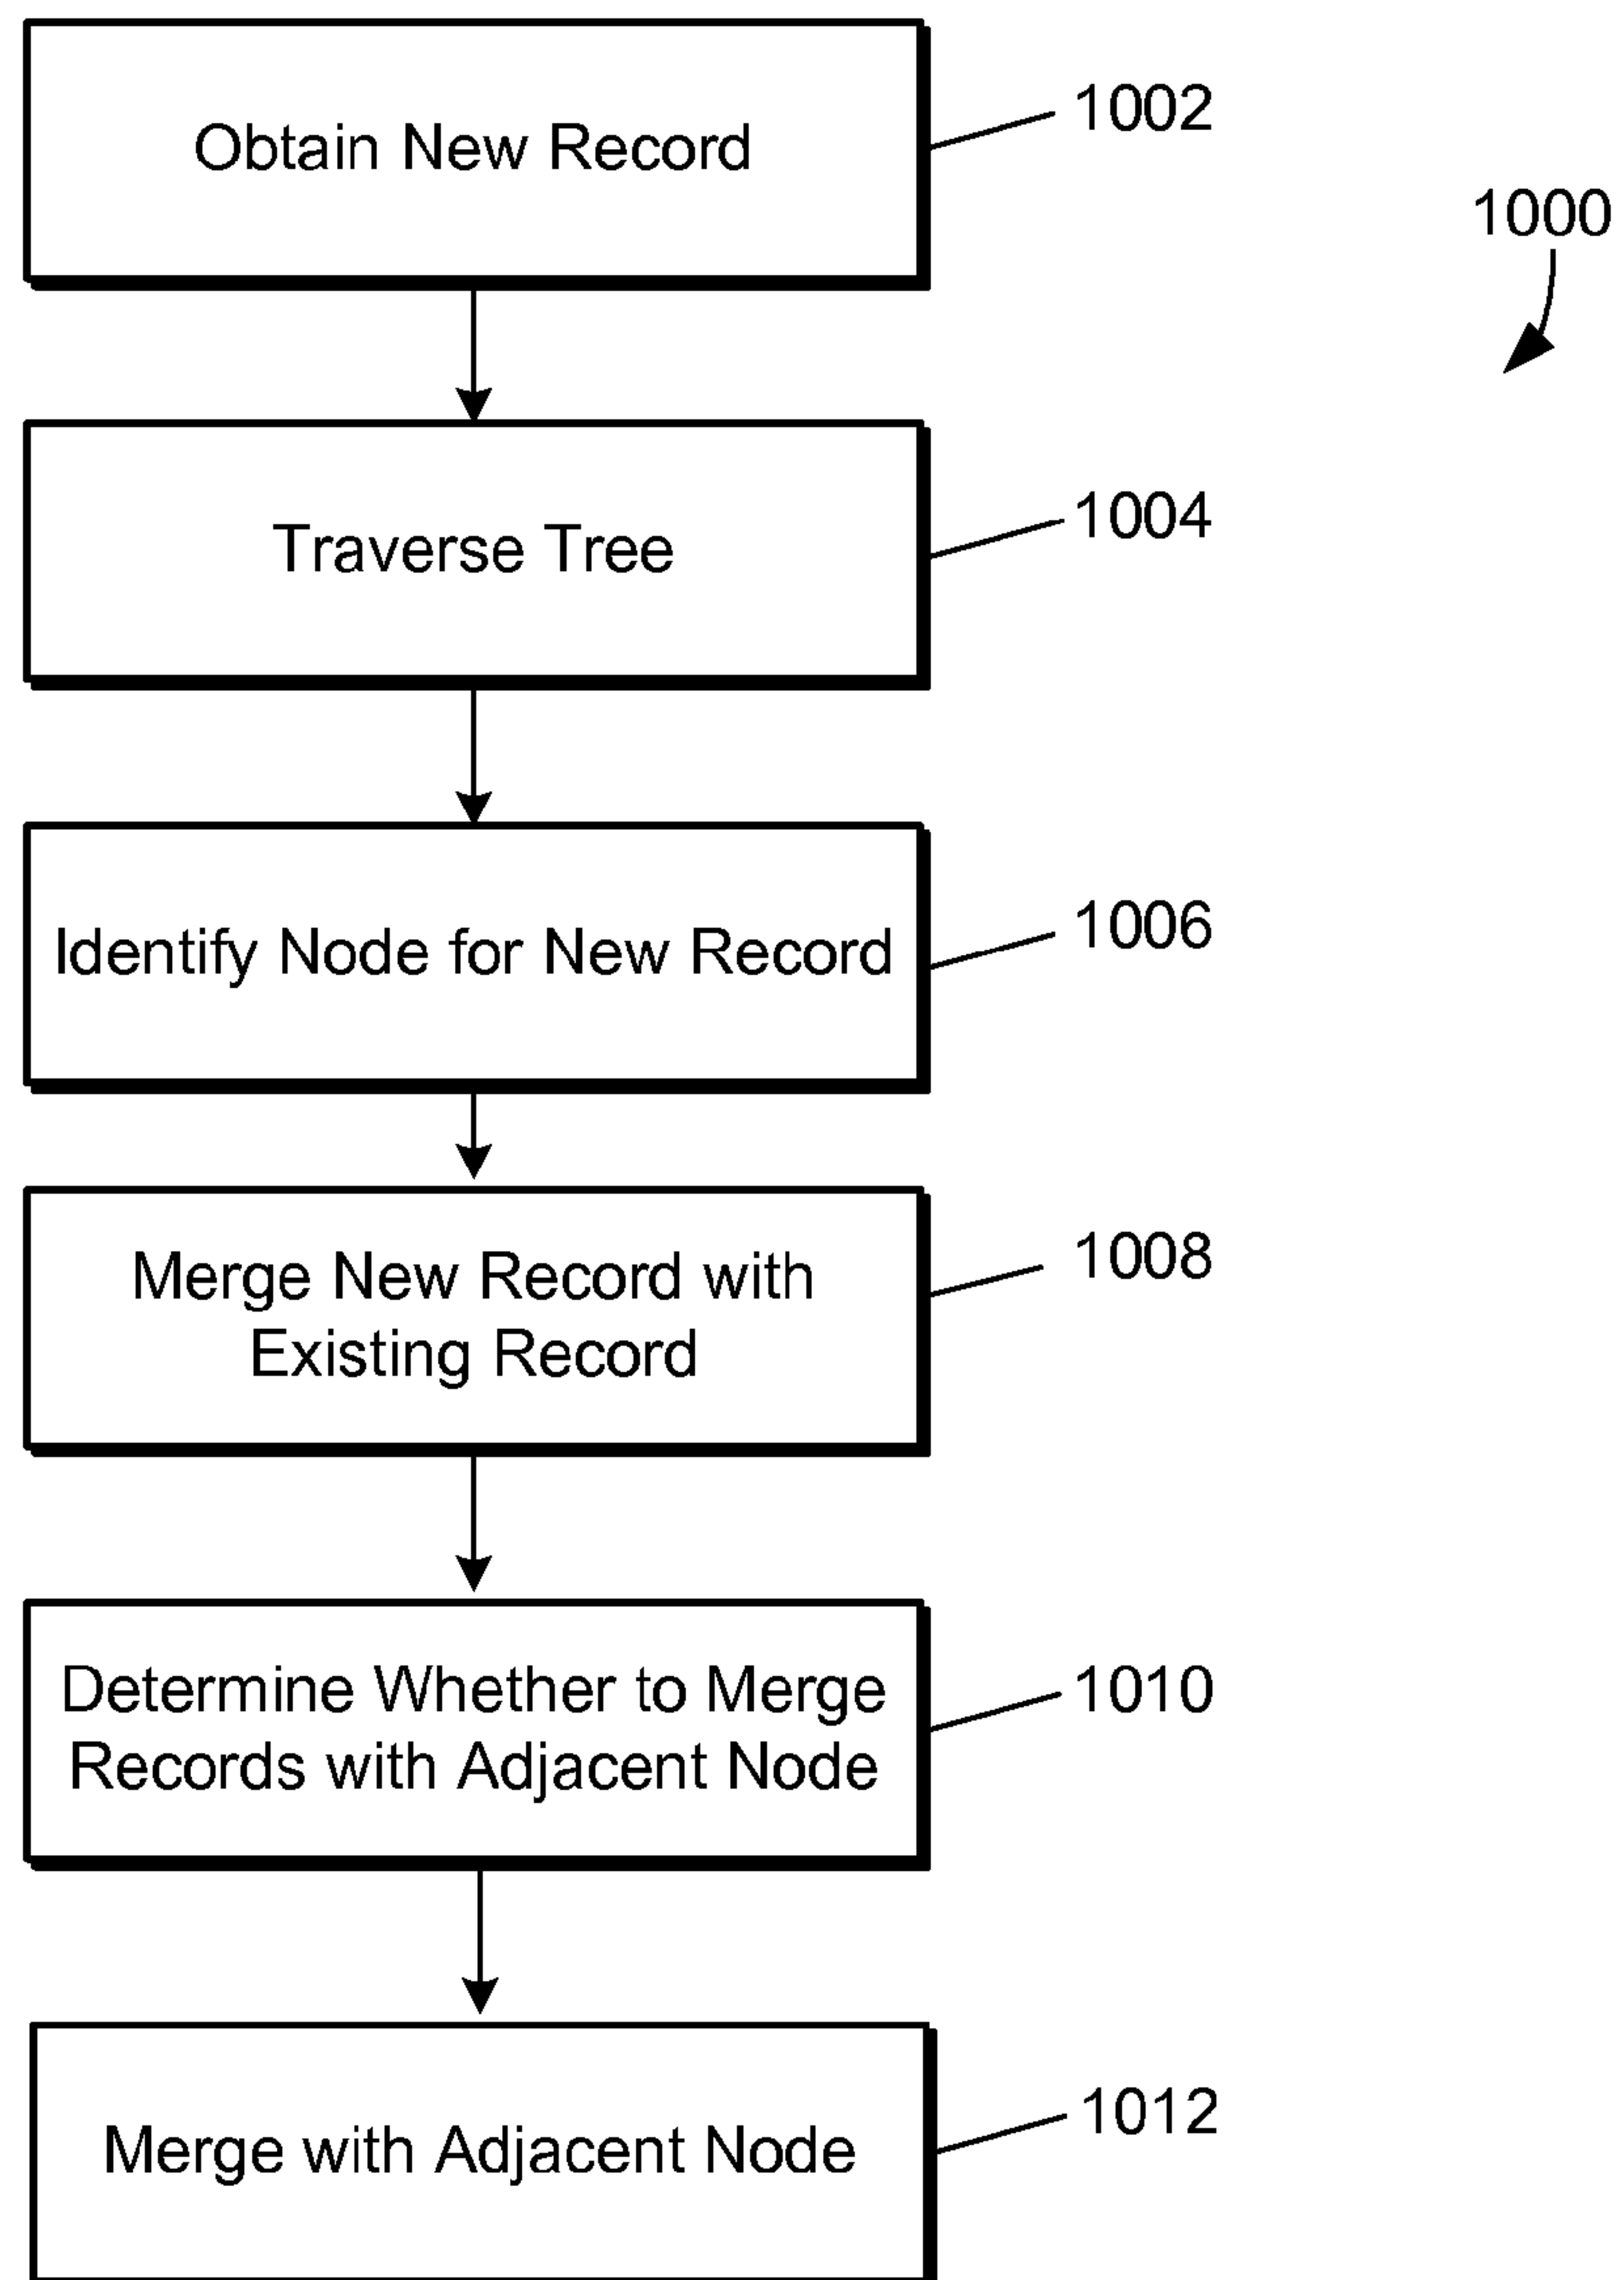 Obtain New Record
1002
1000
Traverse Tree
1004
Identify Node for New Record
1006
Merge New Record with
Existing Record
1008
Determine Whether to Merge
Records with Adjacent Node
1010
Merge with Adjacent Node
1012